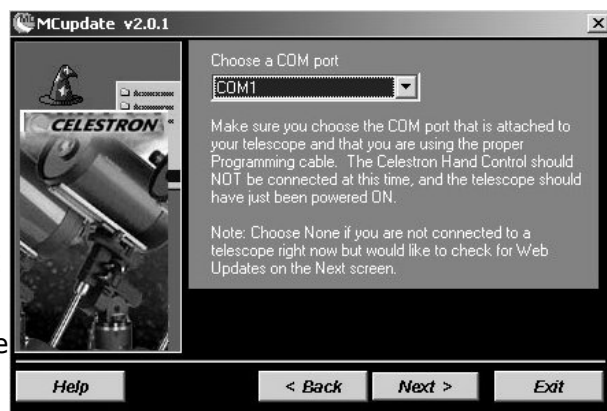 MCupdate v2.0.1
Choose a COM port
COM1
CELESTRON
Make sure you choose the COM port that is attached to
your telescope and that you are using the proper
Programming cable. The Celestron Hand Control should
NOT be connected at this time, and the telescope should
have just been powered ON.
Note: Choose None if you are not connected to a
telescope right now but would like to check for Web
Updates on the Next screen.
e
Help
< Back
Next >
Exit